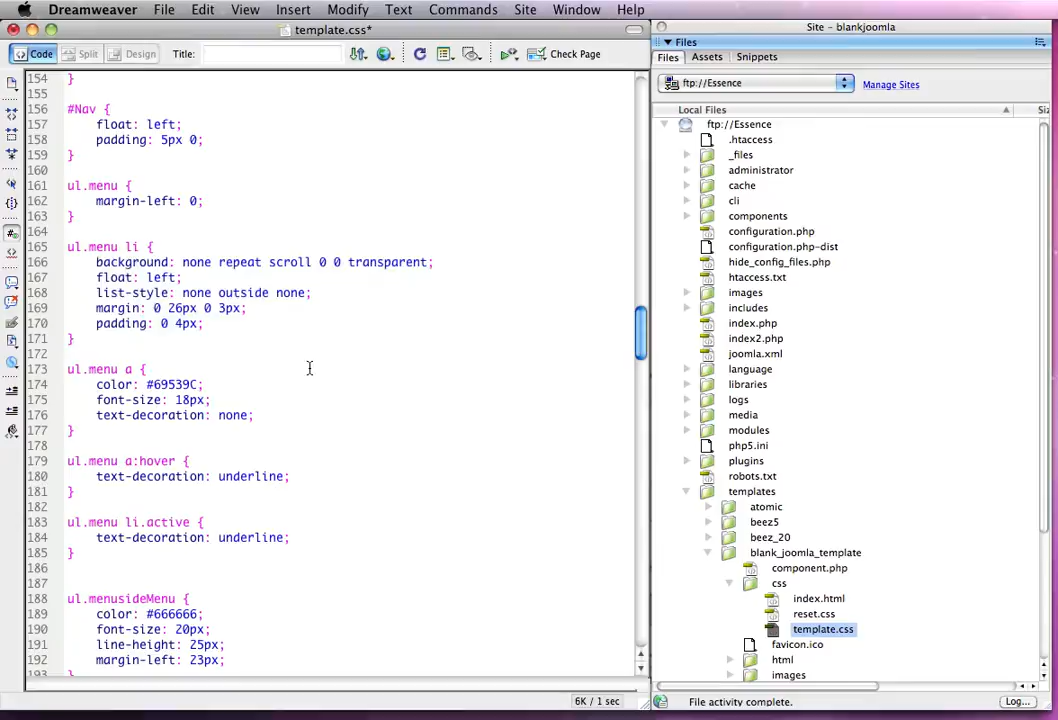 Dreamweaver File Edit View Insert Modify Text Commands Site Window Help
template.css*
Code Split Design Title: Check Page
154 }
155
156 #Nav {
157 float: left;
158 padding: 5px 0;
159 }
160
161 ul.menu {
162 margin-left: 0;
163 }
164
165 ul.menu li {
166 background: none repeat scroll 0 0 transparent;
167 float: left;
168 list-style: none outside none;
169 margin: 0 26px 0 3px;
170 padding: 0 4px;
171 }
172
173 ul.menu a {
174 color: #69539C;
175 font-size: 18px;
176 text-decoration: none;
177 }
178
179 ul.menu a:hover {
180 text-decoration: underline;
181 }
182
183 ul.menu li.active {
184 text-decoration: underline;
185 }
186
187
188 ul.menusideMenu {
189 color: #666666;
190 font-size: 20px;
191 line-height: 25px;
192 margin-left: 23px;
193 }
6K / 1 sec
Site - blankjoomla
Files
Files Assets Snippets
ftp://Essence Manage Sites
Local Files Siz
ftp://Essence
.htaccess
_files
administrator
cache
cli
components
configuration.php
configuration.php-dist
hide_config_files.php
htaccess.txt
images
includes
index.php
index2.php
joomla.xml
language
libraries
logs
media
modules
php5.ini
plugins
robots.txt
templates
atomic
beez5
beez_20
blank_joomla_template
component.php
css
index.html
reset.css
template.css
favicon.ico
html
images
File activity complete. Log...